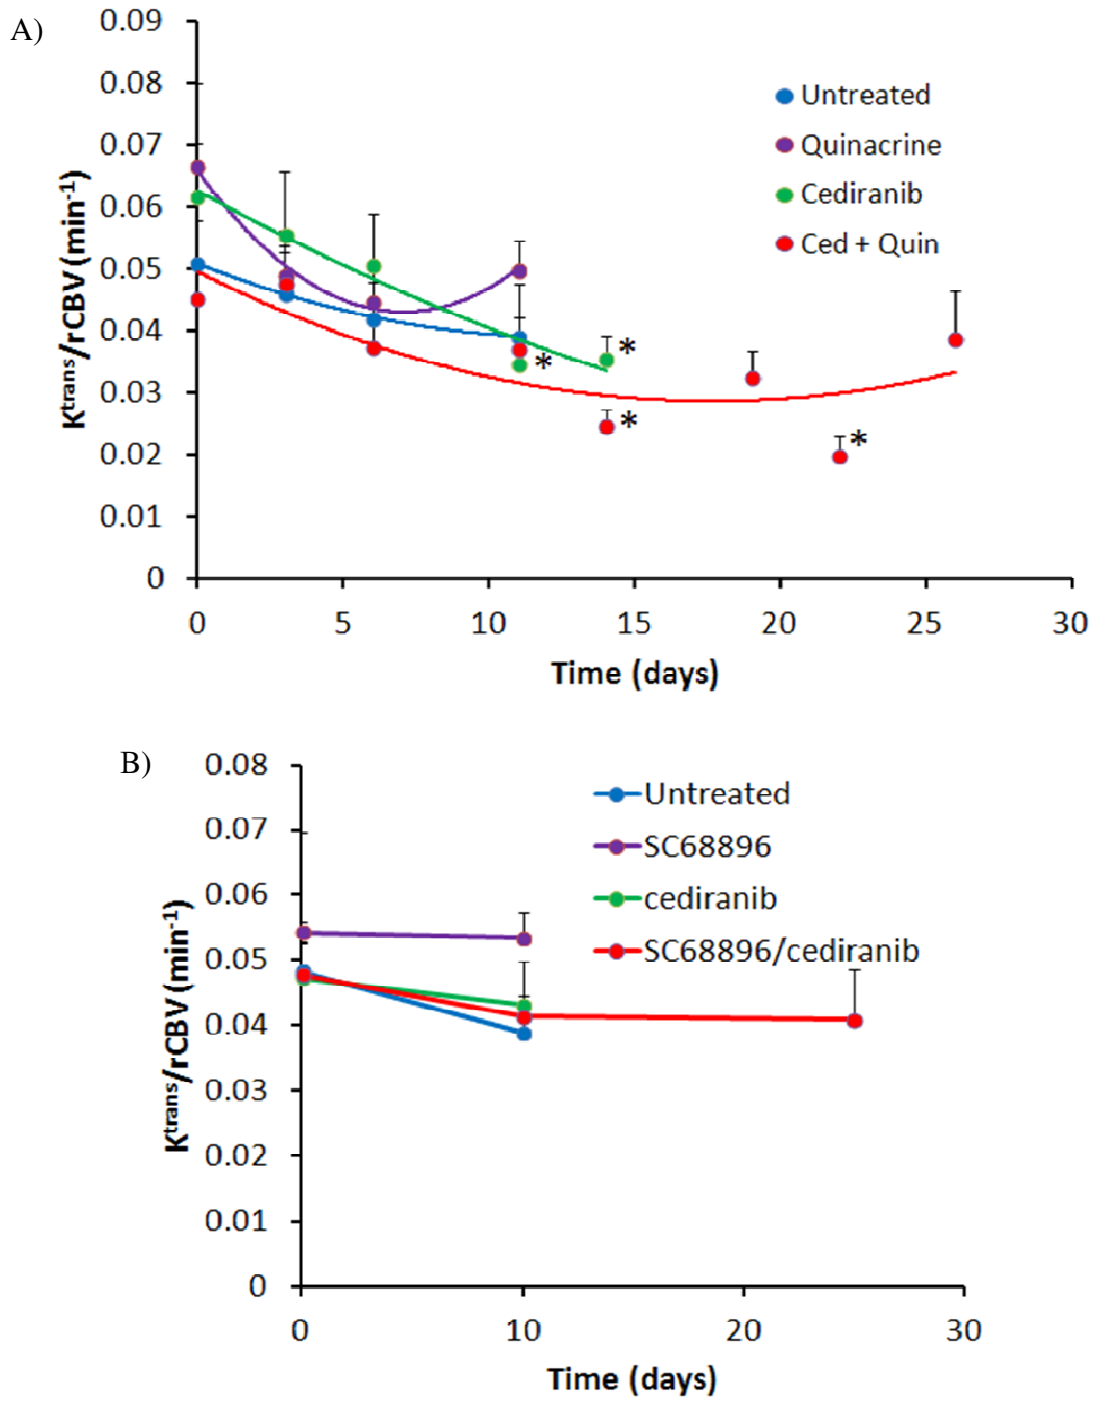 A)
0.09
0.08
0.07
0.06
0.05
0.04
0.03
0.02
0.01
0
Ktrans/rCBV (min-1)
Untreated
Quinacrine
Cediranib
Ced + Quin
*
*
*
*
0 5 10 15 20 25 30
Time (days)
B)
0.08
0.07
0.06
0.05
0.04
0.03
0.02
0.01
0
Ktrans/rCBV (min-1)
Untreated
SC68896
cediranib
SC68896/cediranib
0 10 20 30
Time (days)